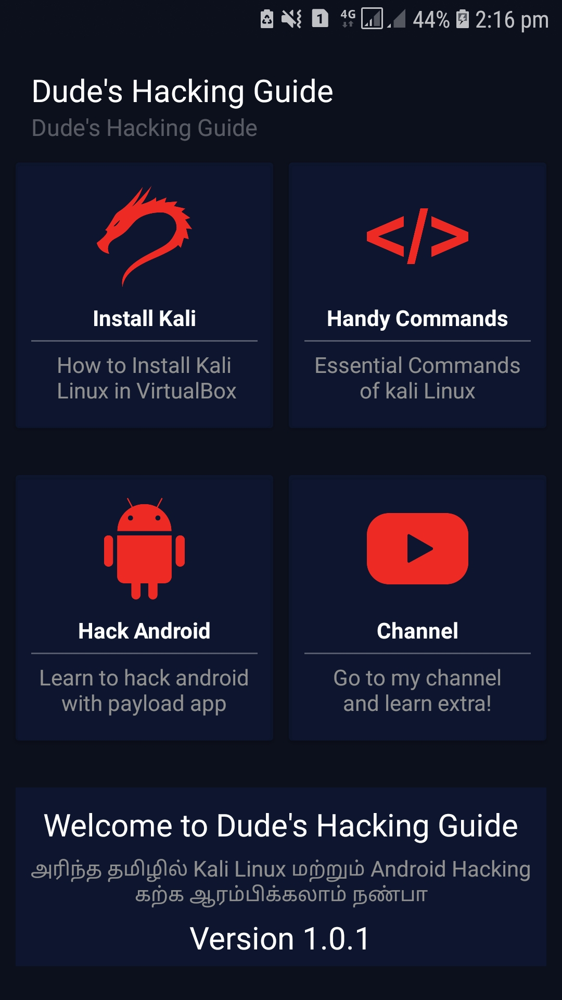 1 4G 44% 2:16 pm
Dude's Hacking Guide
Dude's Hacking Guide
</>
Install Kali
How to Install Kali
Linux in VirtualBox
Handy Commands
Essential Commands
of kali Linux
Hack Android
Learn to hack android
with payload app
Channel
Go to my channel
and learn extra!
Welcome to Dude's Hacking Guide
அரிந்த தமிழில் Kali Linux மற்றும் Android Hacking
கற்க ஆரம்பிக்கலாம் நண்பா
Version 1.0.1